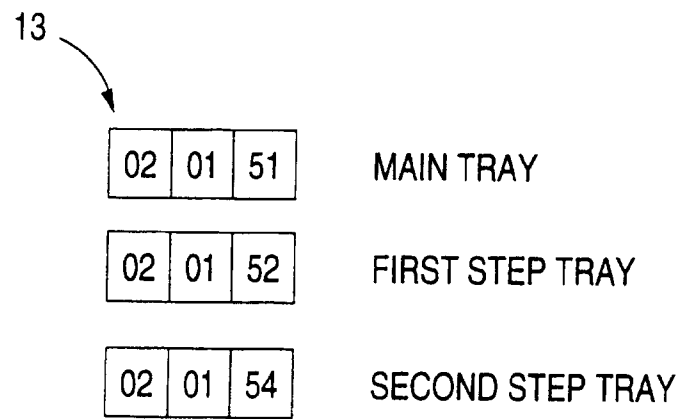 13
02 01 51 MAIN TRAY
02 01 52 FIRST STEP TRAY
02 01 54 SECOND STEP TRAY